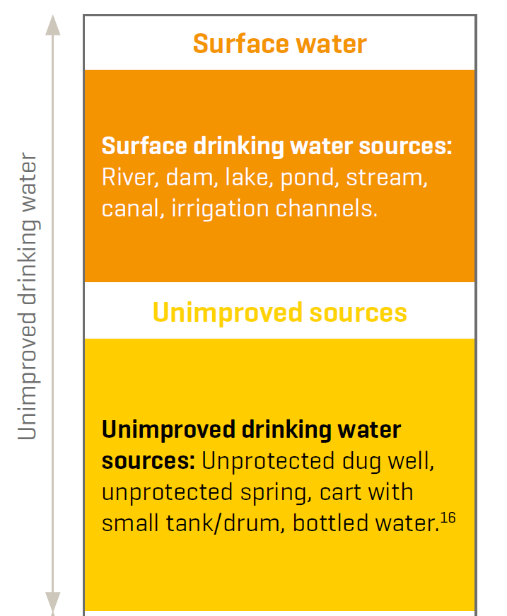 Unimproved drinking water
Surface water
Surface drinking water sources:
River, dam, lake, pond, stream,
canal, irrigation channels.
Unimproved sources
Unimproved drinking water
sources: Unprotected dug well,
unprotected spring, cart with
small tank/drum, bottled water.16